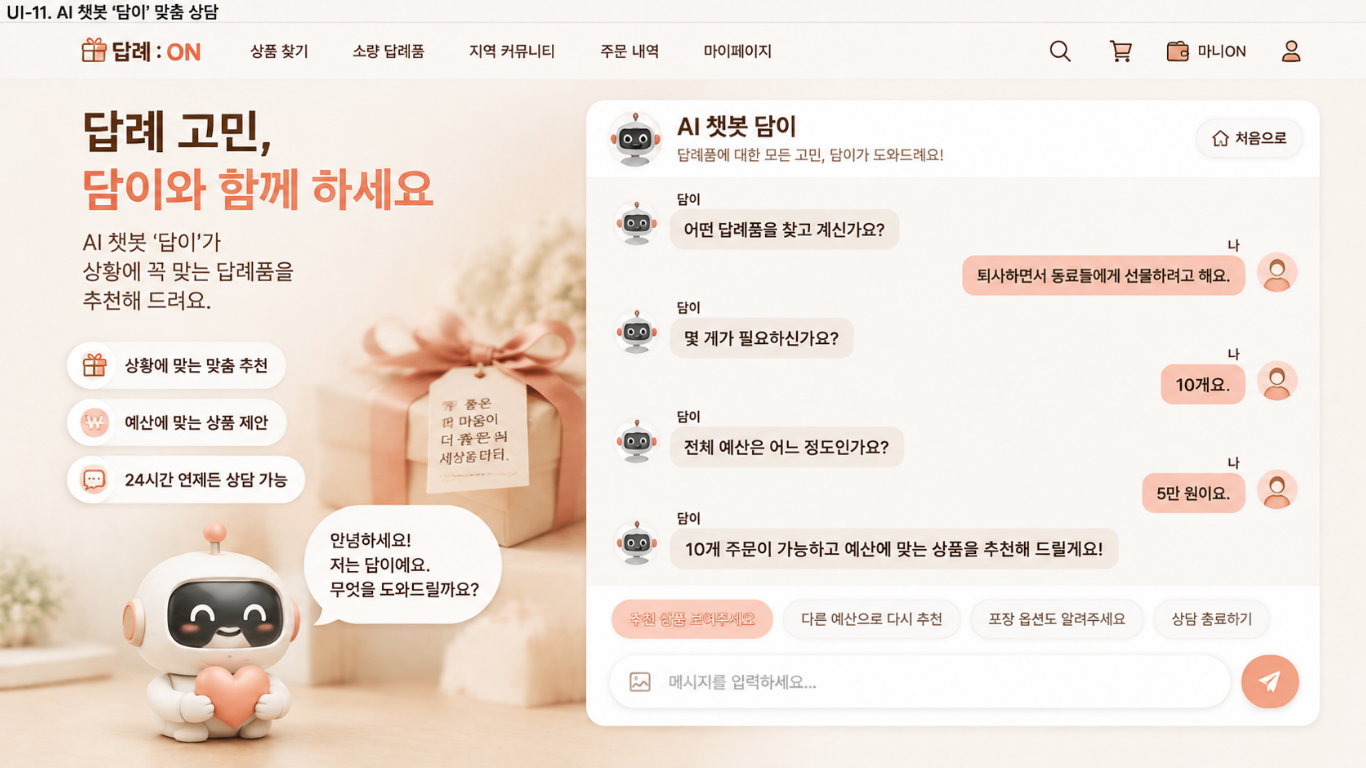 UI-11. AI 챗봇 ‘담이’ 맞춤 상담
답례 : ON
상품 찾기
소량 답례품
지역 커뮤니티
주문 내역
마이페이지
마니ON
답례 고민,
담이와 함께 하세요
AI 챗봇 ‘답이’가
상황에 꼭 맞는 답례품을
추천해 드려요.
상황에 맞는 맞춤 추천
예산에 맞는 상품 제안
24시간 연제든 상담 가능
안녕하세요!
저는 답이예요.
무엇을 도와드릴까요?
AI 챗봇 담이
답례품에 대한 모든 고민, 담이가 도와드려요!
처음으로
담이
어떤 답례품을 찾고 계신가요?
나
퇴사하면서 동료들에게 선물하려고 해요.
담이
몇 게가 필요하신가요?
나
10개요.
담이
전체 예산은 어느 정도인가요?
나
5만 원이요.
담이
10개 주문이 가능하고 예산에 맞는 상품을 추천해 드릴게요!
추천 상품 보여주세요
다른 예산으로 다시 추천
포장 옵션도 알려주세요
상담 춤료하기
메시지를 입력하세요...